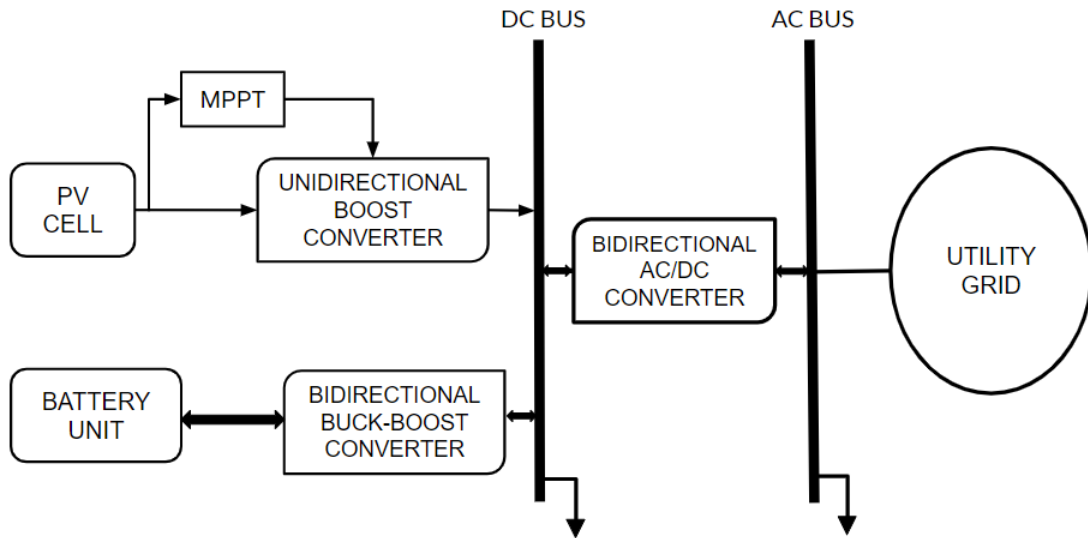 DC BUS
AC BUS
MPPT
PV
CELL
UNIDIRECTIONAL
BOOST
CONVERTER
BIDIRECTIONAL
AC/DC
CONVERTER
UTILITY
GRID
BATTERY
UNIT
BIDIRECTIONAL
BUCK-BOOST
CONVERTER